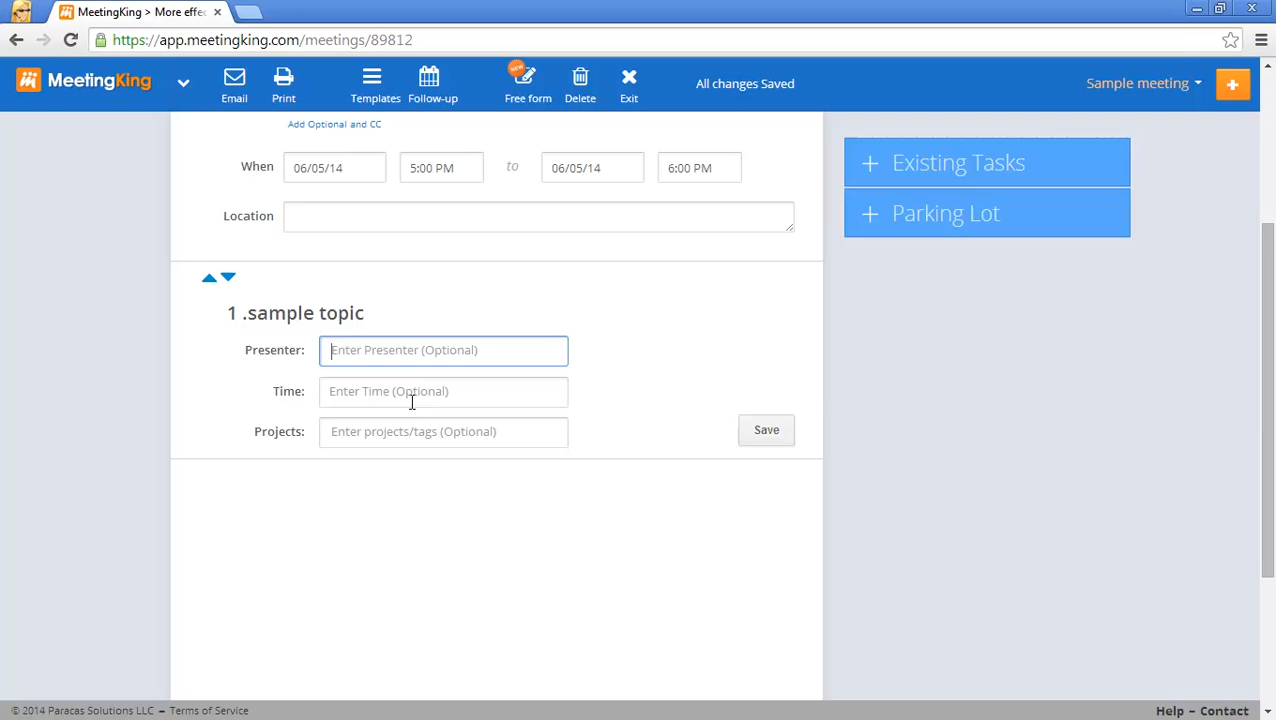 MeetingKing > More effe
https://app.meetingking.com/meetings/89812
MeetingKing
Email
Print
Templates
Follow-up
NEW
Free form
Delete
Exit
All changes Saved
Sample meeting
Add Optional and CC
When 06/05/14 5:00 PM to 06/05/14 6:00 PM
Location
Existing Tasks
Parking Lot
1 .sample topic
Presenter: Enter Presenter (Optional)
Time: Enter Time (Optional)
Projects: Enter projects/tags (Optional)
Save
© 2014 Paracas Solutions LLC – Terms of Service
Help – Contact